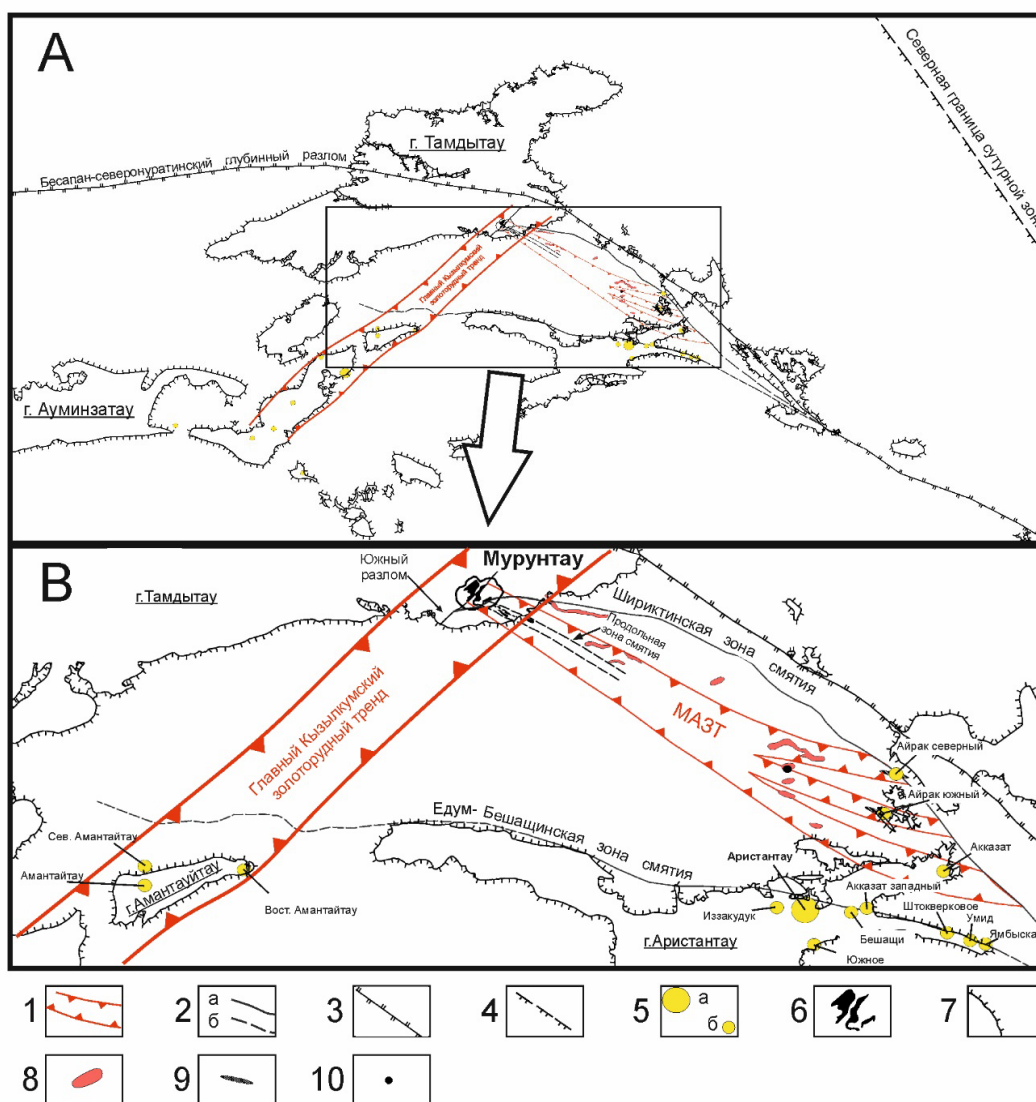 A
Северная граница сутурной зоны
г. Тамдытау
Бесапан-северонуратинский глубинный разлом
Главный Кызылкумский
золоторудный тренд
г. Ауминзатау
B
Южный
разлом
Мурунтау
г.Тамдытау
Шириктинская зона смятия
Продольная
зона смятия
Главный Кызылкумский
золоторудный тренд
МАЗТ
Айрак северный
Айрак южный
Едум- Бешащинская
зона смятия
Сев. Амантайтау
Амантайтау
г.Амантауйтау
Вост. Амантайтау
Аристантау
Акказат
Акказат западный
Штокверковое
Умид
Ямбыска
Иззакудук
Бешащи
г.Аристантау
Южное
1
2
а
б
3
4
5
а
б
6
7
8
9
10